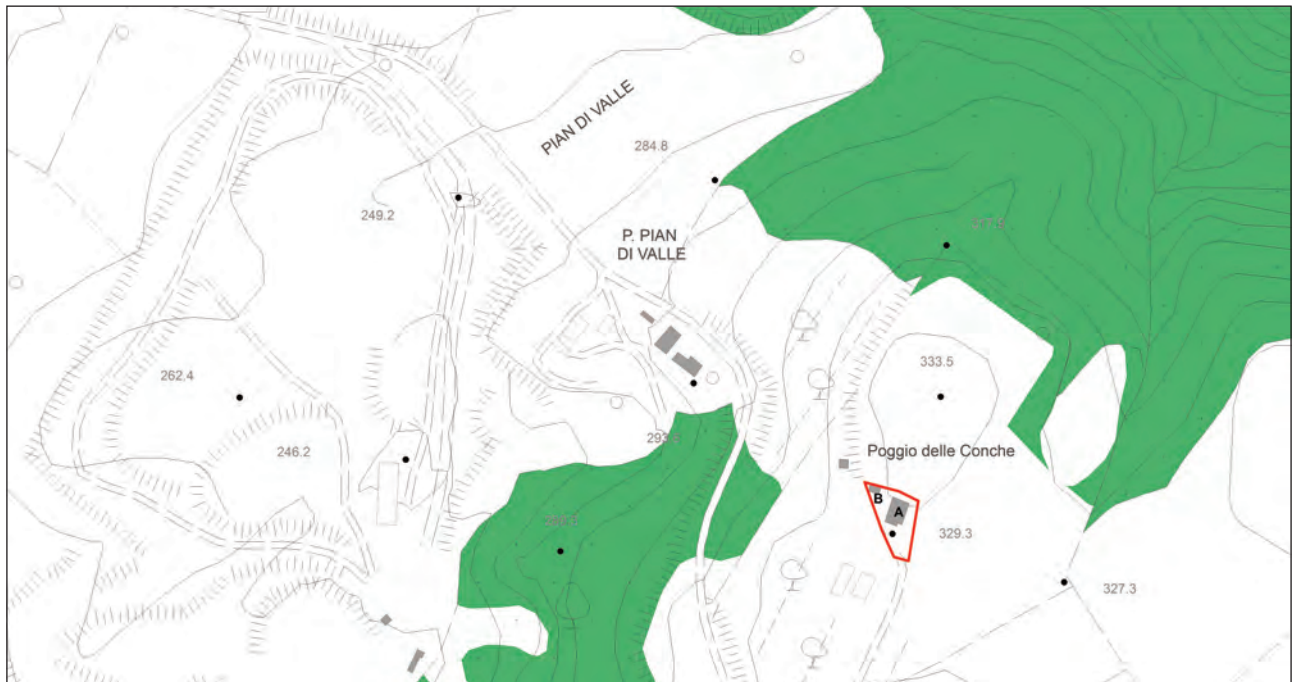 PIAN DI VALLE
284.8
249.2
P. PIAN
DI VALLE
333.5
262.4
246.2
Poggio delle Conche
B
A
329.3
327.3